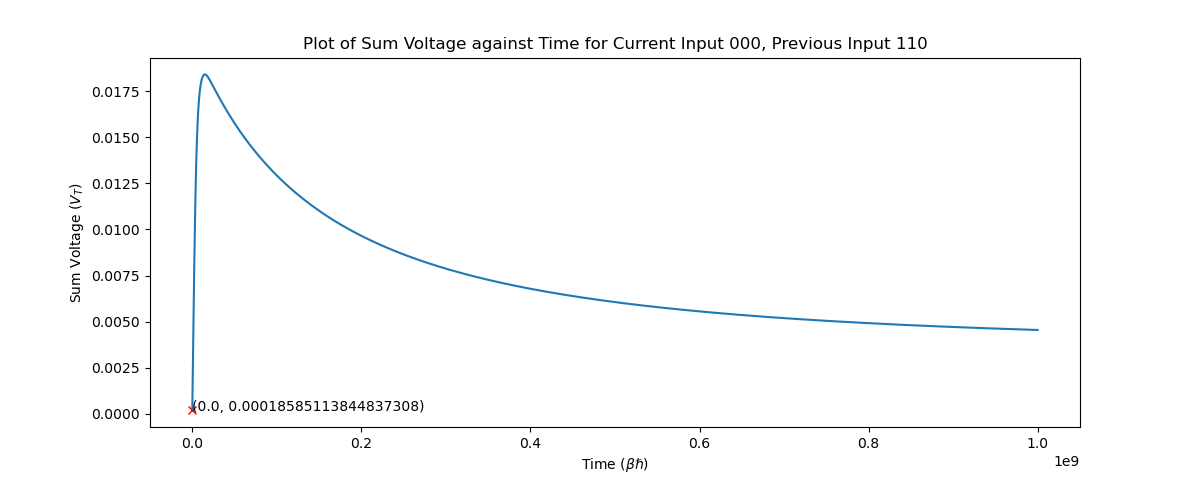 Plot of Sum Voltage against Time for Current Input 000, Previous Input 110
Sum Voltage (V_T)
0.0175
0.0150
0.0125
0.0100
0.0075
0.0050
0.0025
0.0000
(0.0, 0.00018585113844837308)
0.0 0.2 0.4 0.6 0.8 1.0
1e9
Time (βℏ)